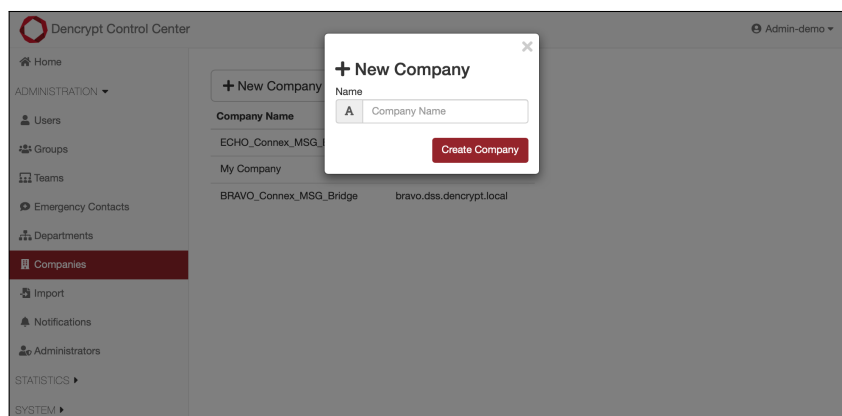 Dencrypt Control Center
Admin-demo
Home
ADMINISTRATION
Users
Groups
Teams
Emergency Contacts
Departments
Companies
Import
Notifications
Administrators
STATISTICS
SYSTEM
+ New Company
Company Name
ECHO_Connex_MSG_
My Company
BRAVO_Connex_MSG_Bridge bravo.dss.dencrypt.local
×
+ New Company
Name
A Company Name
Create Company